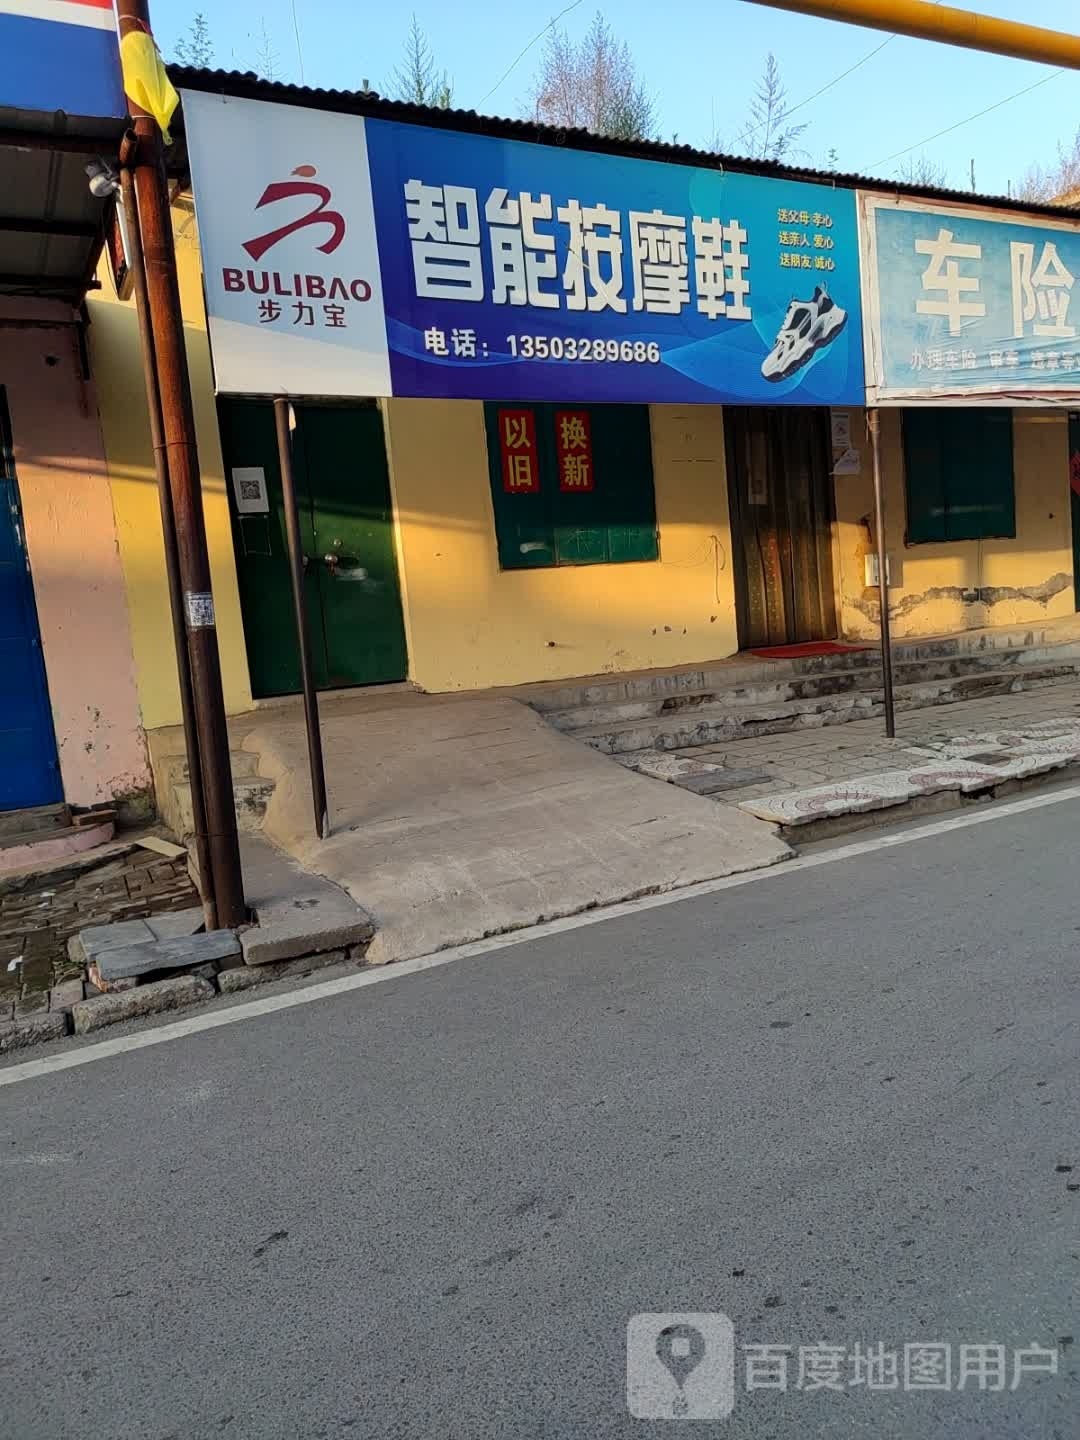 BULIBAO
步力宝
智能按摩鞋
送父母 孝心
送亲人 爱心
送朋友 诚心
电话：13503289686
车险
办理车险 审车
以旧
换新
百度地图用户